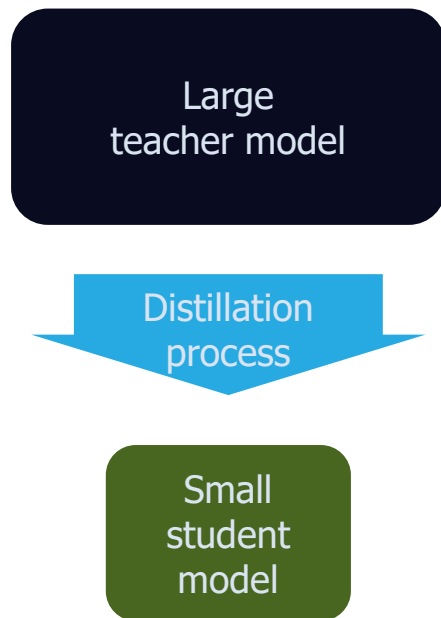 Large
teacher model
Distillation
process
Small
student
model